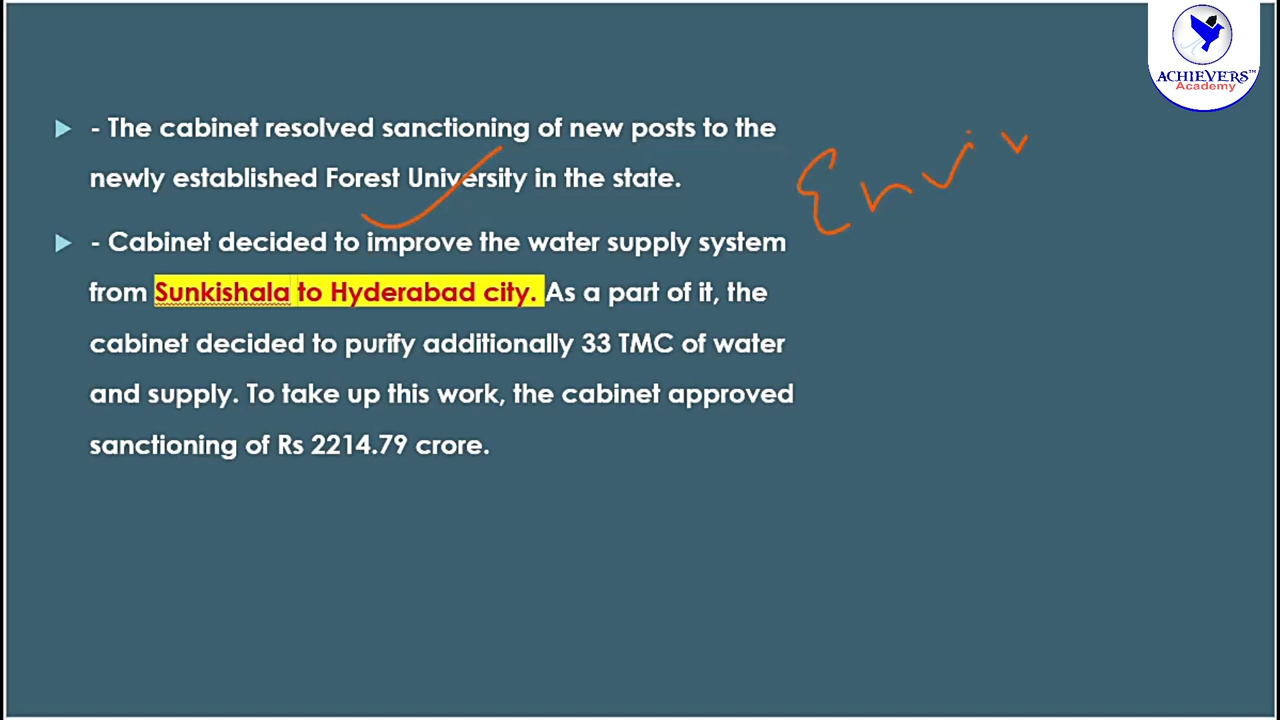 ACHIEVERS™
Academy
- The cabinet resolved sanctioning of new posts to the
newly established Forest University in the state.
Envi
- Cabinet decided to improve the water supply system
from Sunkishala to Hyderabad city. As a part of it, the
cabinet decided to purify additionally 33 TMC of water
and supply. To take up this work, the cabinet approved
sanctioning of Rs 2214.79 crore.